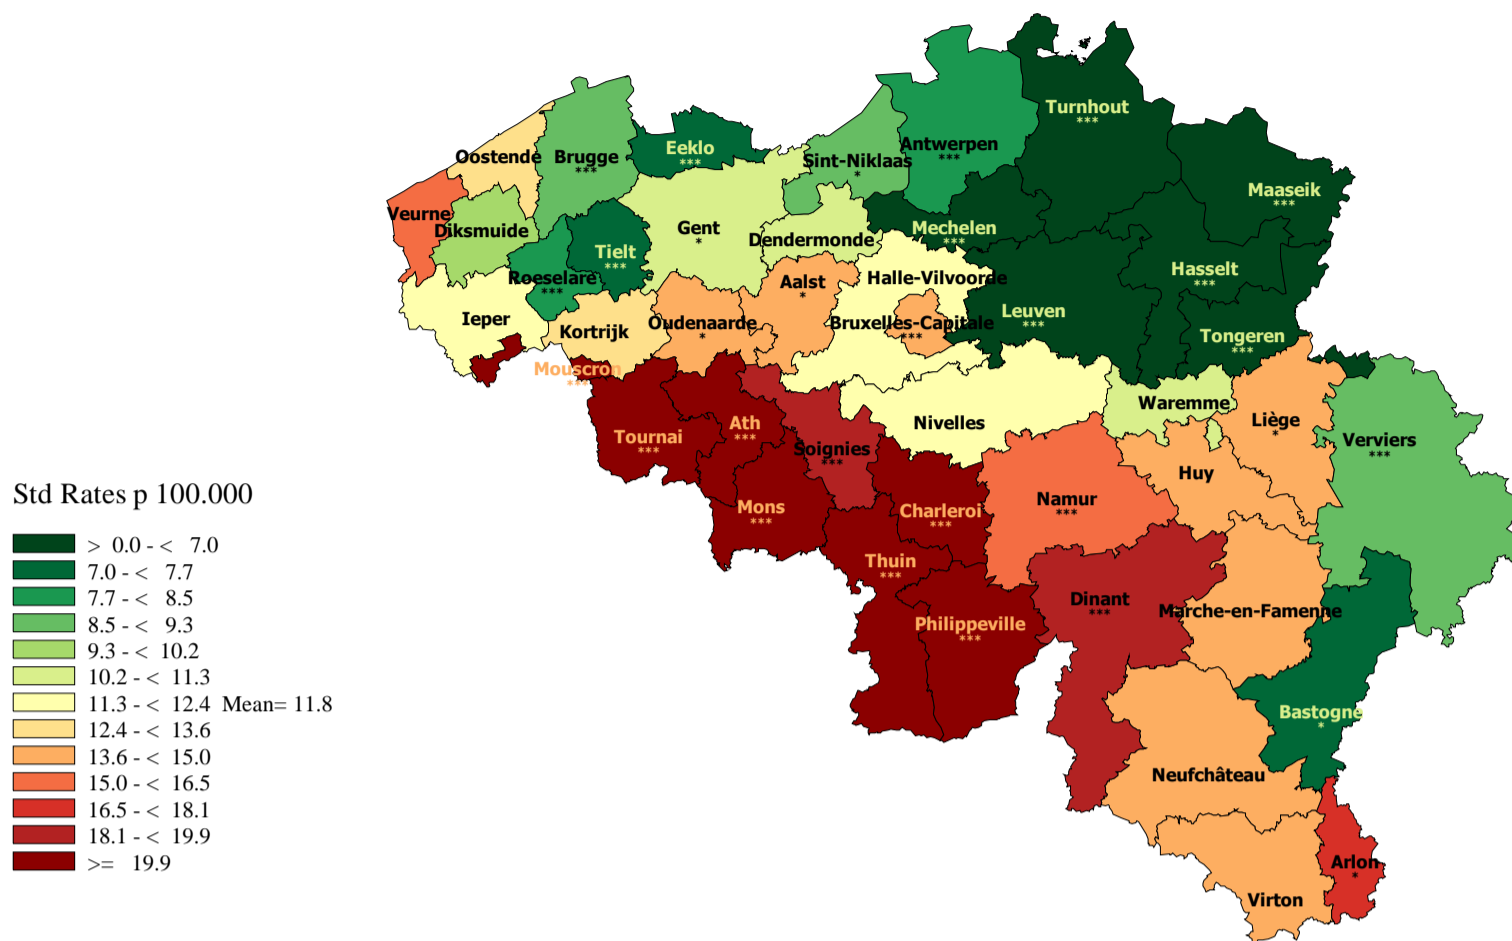 Turnhout
***
Antwerpen
***
Eeklo
***
Oostende
Brugge
***
Sint-Niklaas
*
Maaseik
***
Veurne
Diksmuide
Gent
*
Dendermonde
Mechelen
***
Tielt
***
Roeselare
***
Aalst
*
Halle-Vilvoorde
Hasselt
***
Ieper
Kortrijk
Oudenaarde
*
Bruxelles-Capitale
***
Leuven
***
Tongeren
***
Mouscron
***
Waremme
Nivelles
Liège
*
Tournai
***
Ath
***
Soignies
***
Verviers
***
Huy
Namur
***
Mons
***
Charleroi
***
Thuin
***
Dinant
***
Marche-en-Famenne
Philippeville
***
Bastogne
*
Neufchâteau
Arlon
*
Virton
Std Rates p 100.000
> 0.0 - < 7.0
7.0 - < 7.7
7.7 - < 8.5
8.5 - < 9.3
9.3 - < 10.2
10.2 - < 11.3
11.3 - < 12.4 Mean= 11.8
12.4 - < 13.6
13.6 - < 15.0
15.0 - < 16.5
16.5 - < 18.1
18.1 - < 19.9
>= 19.9